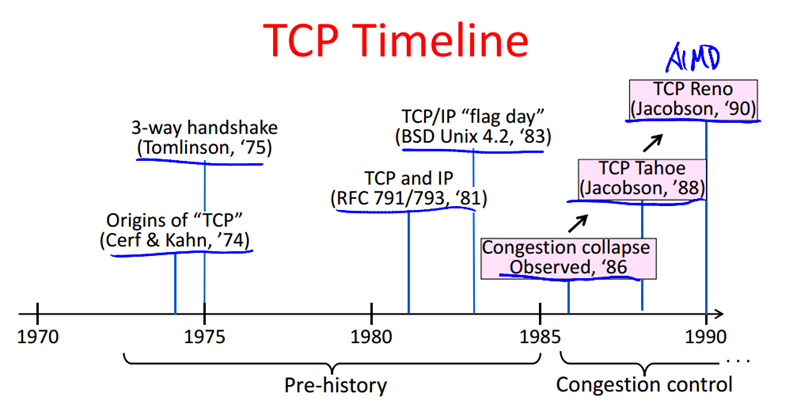 TCP Timeline
AIMD
TCP Reno
(Jacobson, ‘90)
TCP/IP “flag day”
(BSD Unix 4.2, ‘83)
3-way handshake
(Tomlinson, ‘75)
TCP Tahoe
(Jacobson, ’88)
TCP and IP
(RFC 791/793, ‘81)
Origins of “TCP”
(Cerf & Kahn, ’74)
Congestion collapse
Observed, ‘86
1970
1975
1980
1985
1990
Pre-history
Congestion control
. . .